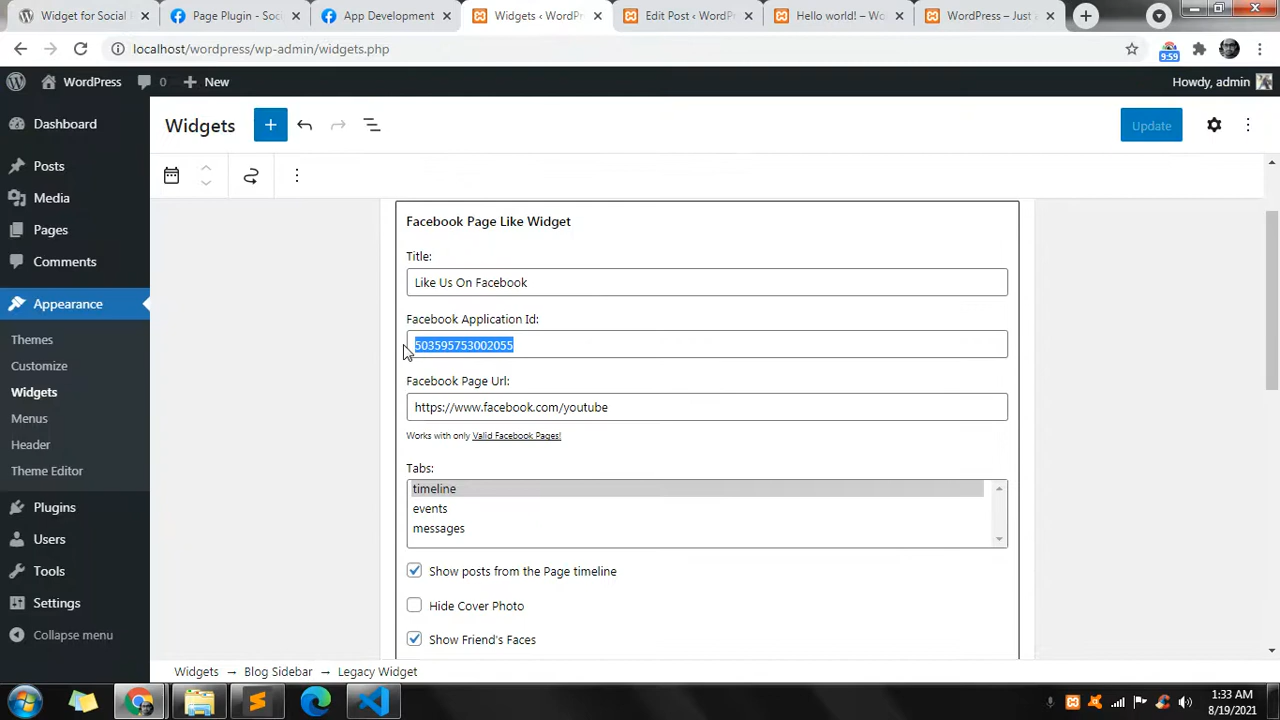 Widget for Social
Page Plugin - Soci
App Development
Widgets ‹ WordPr
Edit Post ‹ WordPr
Hello world! – Wo
WordPress – Just a
localhost/wordpress/wp-admin/widgets.php
9:59
WordPress
0
New
Howdy, admin
Dashboard
Posts
Media
Pages
Comments
Appearance
Themes
Customize
Widgets
Menus
Header
Theme Editor
Plugins
Users
Tools
Settings
Collapse menu
Widgets
Update
Facebook Page Like Widget
Title:
Like Us On Facebook
Facebook Application Id:
503595753002055
Facebook Page Url:
https://www.facebook.com/youtube
Works with only Valid Facebook Pages!
Tabs:
timeline
events
messages
Show posts from the Page timeline
Hide Cover Photo
Show Friend's Faces
Widgets → Blog Sidebar → Legacy Widget
1:33 AM
8/19/2021